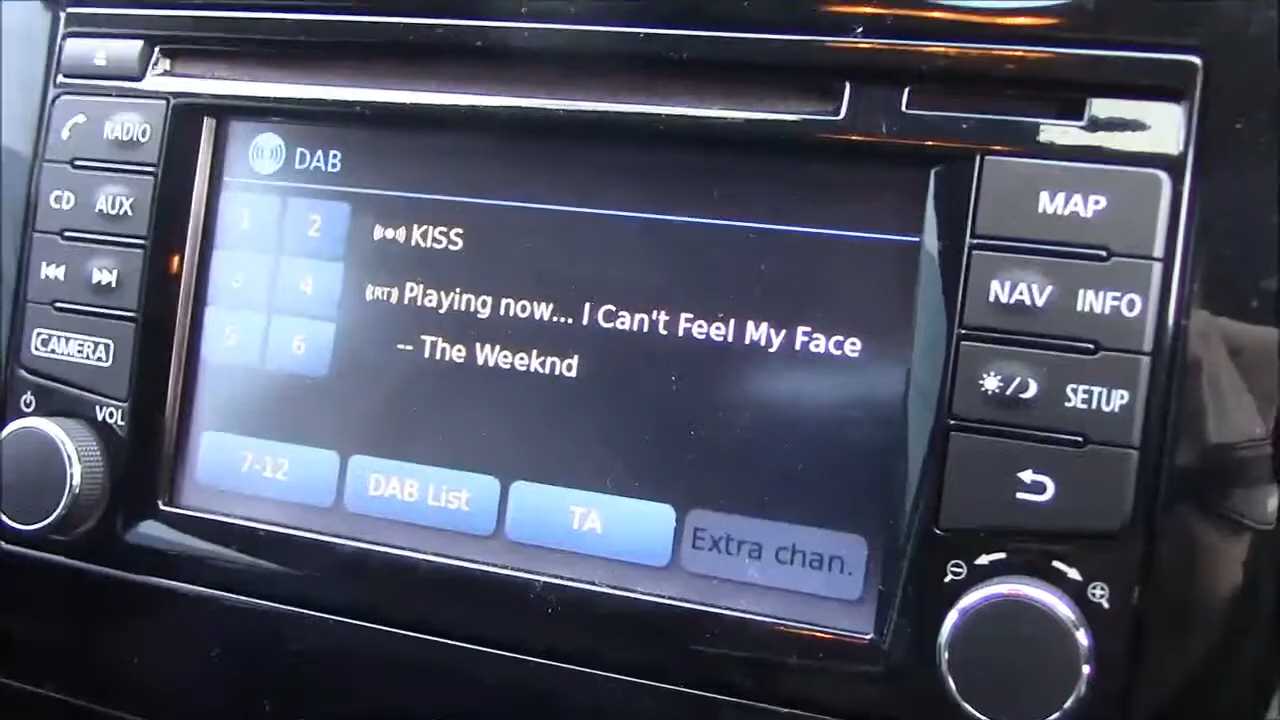 RADIO
CD AUX
CAMERA
VOL
DAB
1 2
3 4
5 6
KISS
(RT) Playing now... I Can't Feel My Face
-- The Weeknd
7-12
DAB List
TA
Extra chan.
MAP
NAV INFO
SETUP